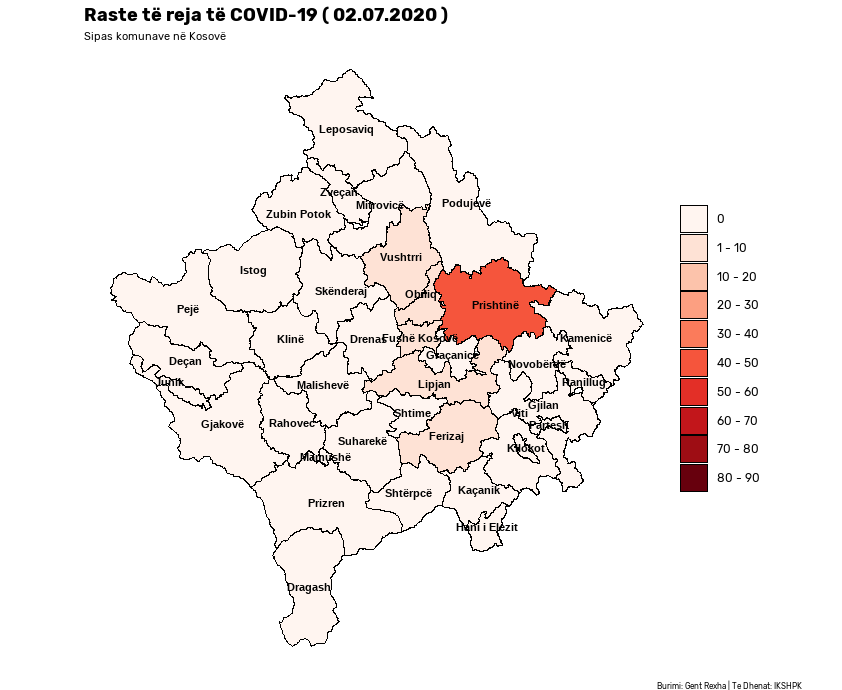 Raste të reja të COVID-19 ( 02.07.2020 )
Sipas komunave në Kosovë
Leposaviq
Zveçan
Mitrovicë
Zubin Potok
Podujevë
Vushtrri
Istog
Skënderaj
Obiliq
Prishtinë
Pejë
Klinë
Drenas
Fushë Kosovë
Kamenicë
Graçanicë
Deçan
Novobërdë
Junik
Malishevë
Lipjan
Ranillug
Gjilan
Shtime
Viti
Gjakovë
Rahovec
Partesh
Suharekë
Ferizaj
Mamushë
Kllokot
Shtërpcë
Kaçanik
Prizren
Hani i Elezit
Dragash
0
1 - 10
10 - 20
20 - 30
30 - 40
40 - 50
50 - 60
60 - 70
70 - 80
80 - 90
Burimi: Gent Rexha | Te Dhenat: IKSHPK